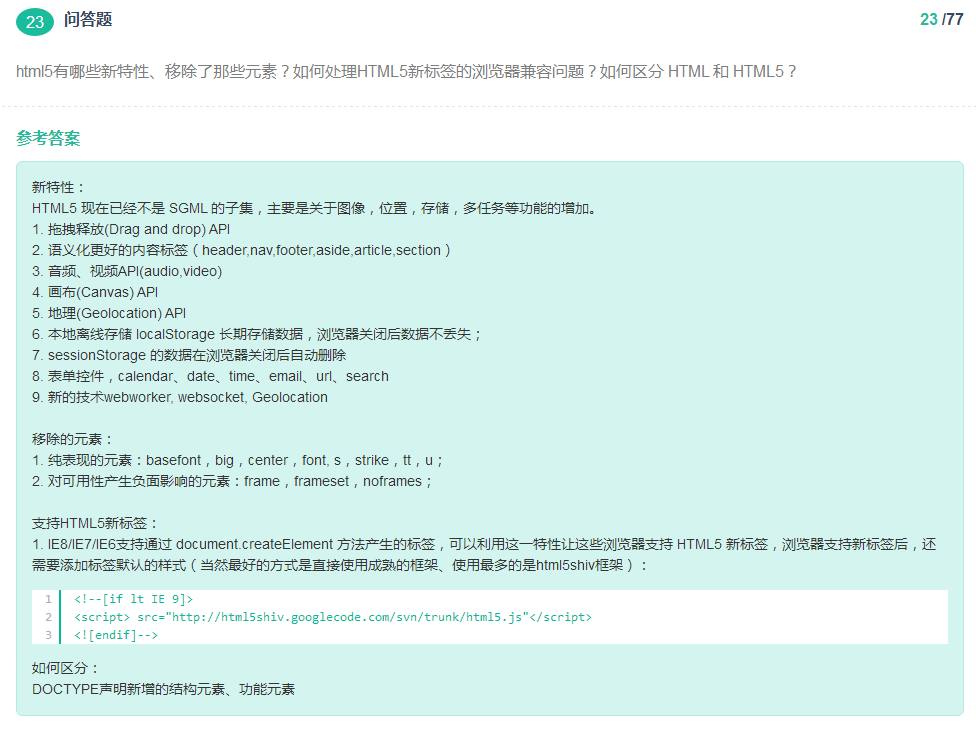 23 问答题 23 /77
html5有哪些新特性、移除了那些元素？如何处理HTML5新标签的浏览器兼容问题？如何区分 HTML 和 HTML5？
参考答案
新特性：
HTML5 现在已经不是 SGML 的子集，主要是关于图像，位置，存储，多任务等功能的增加。
1. 拖拽释放(Drag and drop) API
2. 语义化更好的内容标签（header,nav,footer,aside,article,section）
3. 音频、视频API(audio,video)
4. 画布(Canvas) API
5. 地理(Geolocation) API
6. 本地离线存储 localStorage 长期存储数据，浏览器关闭后数据不丢失；
7. sessionStorage 的数据在浏览器关闭后自动删除
8. 表单控件，calendar、date、time、email、url、search
9. 新的技术webworker, websocket, Geolocation
移除的元素：
1. 纯表现的元素：basefont，big，center，font, s，strike，tt，u；
2. 对可用性产生负面影响的元素：frame，frameset，noframes；
支持HTML5新标签：
1. IE8/IE7/IE6支持通过 document.createElement 方法产生的标签，可以利用这一特性让这些浏览器支持 HTML5 新标签，浏览器支持新标签后，还
需要添加标签默认的样式（当然最好的方式是直接使用成熟的框架、使用最多的是html5shiv框架）：
1 <!--[if lt IE 9]>
2 <script> src="http://html5shiv.googlecode.com/svn/trunk/html5.js"</script>
3 <![endif]-->
如何区分：
DOCTYPE声明新增的结构元素、功能元素